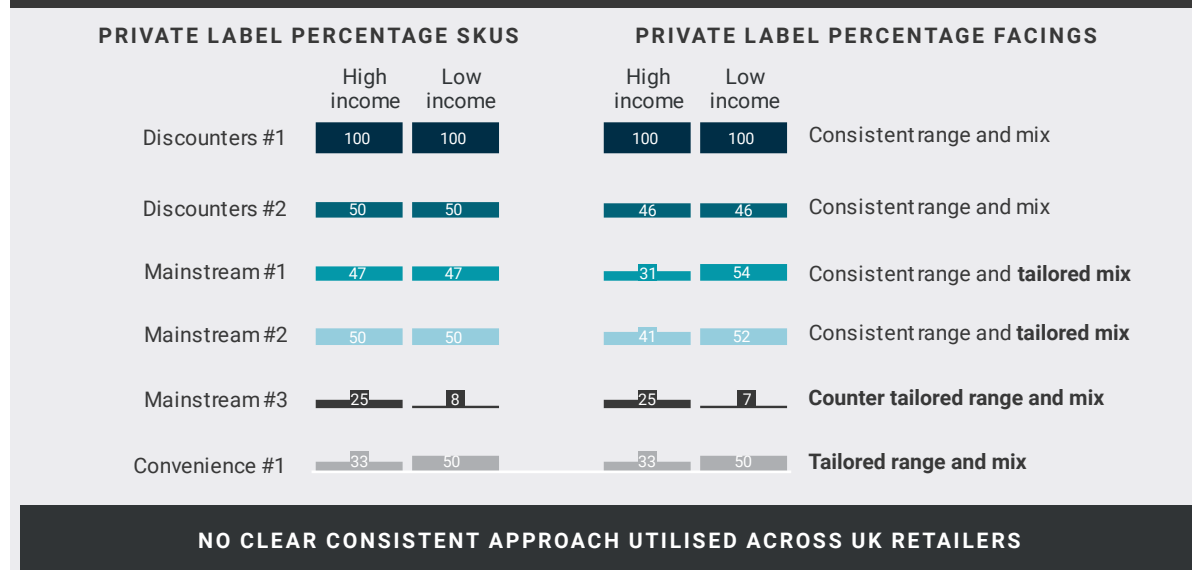 PRIVATE LABEL PERCENTAGE SKUS
PRIVATE LABEL PERCENTAGE FACINGS
High income
Low income
High income
Low income
Discounters #1 100 100 100 100 Consistent range and mix
Discounters #2 50 50 46 46 Consistent range and mix
Mainstream #1 47 47 31 54 Consistent range and tailored mix
Mainstream #2 50 50 41 52 Consistent range and tailored mix
Mainstream #3 25 8 25 7 Counter tailored range and mix
Convenience #1 33 50 33 50 Tailored range and mix
NO CLEAR CONSISTENT APPROACH UTILISED ACROSS UK RETAILERS